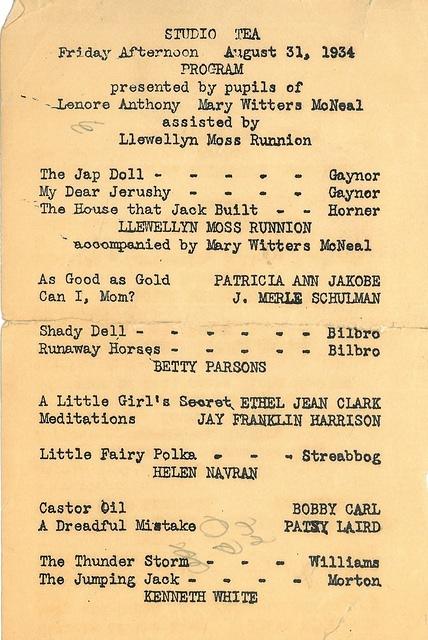 STUDIO TEA
Friday Afternoon August 31, 1934
PROGRAM
presented by pupils of
Lenore Anthony Mary Witters McNeal
assisted by
Llewellyn Moss Runnion
The Jap Doll - - - - - Gaynor
My Dear Jerushy - - - - - Gaynor
The House that Jack Built - - Horner
LLEWELLYN MOSS RUNNION
accompanied by Mary Witters McNeal
As Good as Gold PATRICIA ANN JAKOBE
Can I, Mom? J. MERLE SCHULMAN
Shady Dell - - - - - - Bilbro
Runaway Horses - - - - - Bilbro
BETTY PARSONS
A Little Girl's Secret ETHEL JEAN CLARK
Meditations JAY FRANKLIN HARRISON
Little Fairy Polka - - - Streabbog
HELEN NAVRAN
Castor Oil BOBBY CARL
A Dreadful Mistake PATSY LAIRD
The Thunder Storm - - - - Williams
The Jumping Jack - - - - - Morton
KENNETH WHITE